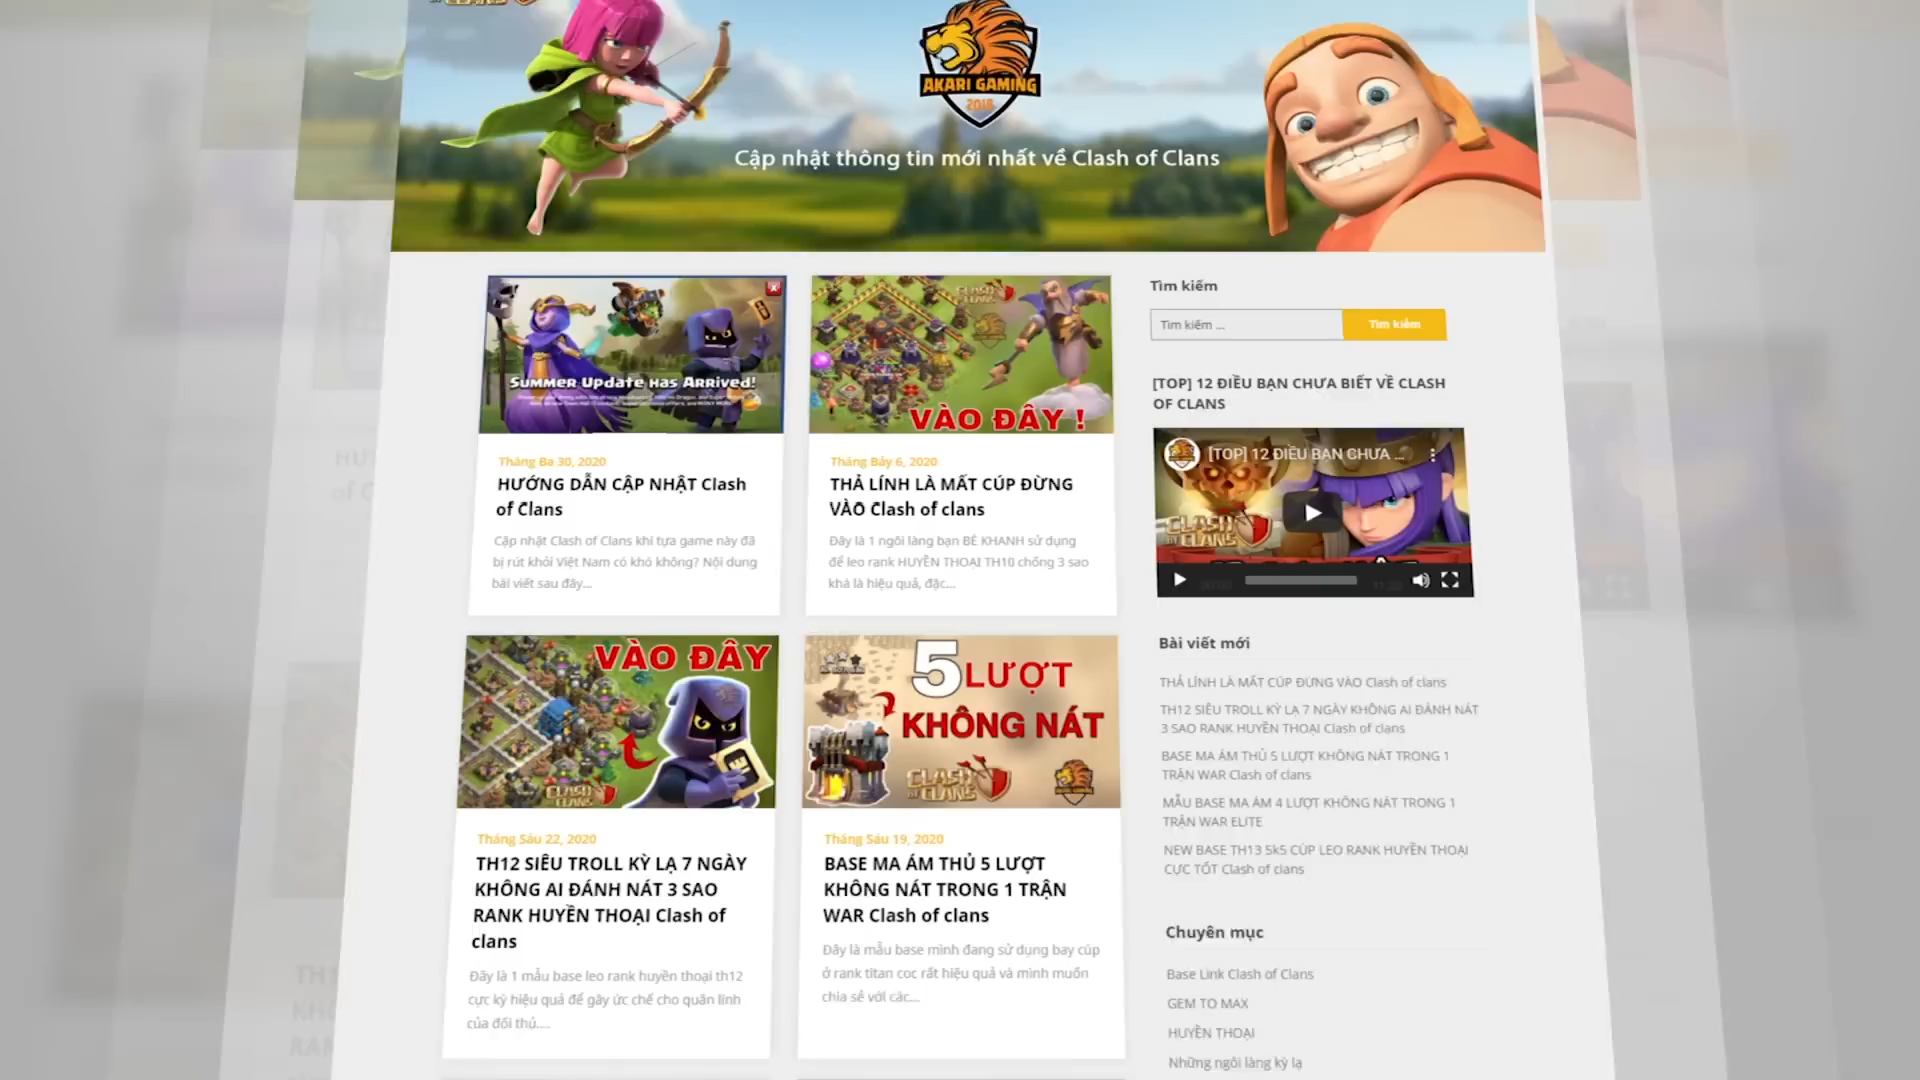 AKARI GAMING
2018
Cập nhật thông tin mới nhất về Clash of Clans
Summer Update has Arrived!
Tháng Ba 30, 2020
HƯỚNG DẪN CẬP NHẬT Clash
of Clans
Cập nhật Clash of Clans khi tựa game này đã
bị rút khỏi Việt Nam có khó không? Nội dung
bài viết sau đây...
VÀO ĐÂY !
Tháng Bảy 6, 2020
THẢ LÍNH LÀ MẤT CÚP ĐỪNG
VÀO Clash of clans
Đây là 1 ngôi làng bạn BÉ KHANH sử dụng
để leo rank HUYỀN THOẠI TH10 chống 3 sao
khá là hiệu quả, đặc...
VÀO ĐÂY
CLASH OF CLANS
Tháng Sáu 22, 2020
TH12 SIÊU TROLL KỲ LẠ 7 NGÀY
KHÔNG AI ĐÁNH NÁT 3 SAO
RANK HUYỀN THOẠI Clash of
clans
Đây là 1 mẫu base leo rank huyền thoại th12
cực kỳ hiệu quả để gây ức chế cho quân lính
của đối thủ....
5 LƯỢT
KHÔNG NÁT
CLASH OF CLANS
Tháng Sáu 19, 2020
BASE MA ÁM THỦ 5 LƯỢT
KHÔNG NÁT TRONG 1 TRẬN
WAR Clash of clans
Đây là mẫu base mình đang sử dụng bay cúp
ở rank titan coc rất hiệu quả và mình muốn
chia sẻ với các...
Tìm kiếm
Tìm kiếm ...
Tìm kiếm
[TOP] 12 ĐIỀU BẠN CHƯA BIẾT VỀ CLASH
OF CLANS
[TOP] 12 ĐIỀU BẠN CHƯA ...
CLASH OF CLANS
Bài viết mới
THẢ LÍNH LÀ MẤT CÚP ĐỪNG VÀO Clash of clans
TH12 SIÊU TROLL KỲ LẠ 7 NGÀY KHÔNG AI ĐÁNH NÁT
3 SAO RANK HUYỀN THOẠI Clash of clans
BASE MA ÁM THỦ 5 LƯỢT KHÔNG NÁT TRONG 1
TRẬN WAR Clash of clans
MẪU BASE MA ÁM 4 LƯỢT KHÔNG NÁT TRONG 1
TRẬN WAR ELITE
NEW BASE TH13 5k5 CÚP LEO RANK HUYỀN THOẠI
CỰC TỐT Clash of clans
Chuyên mục
Base Link Clash of Clans
GEM TO MAX
HUYỀN THOẠI
Những ngôi làng kỳ lạ